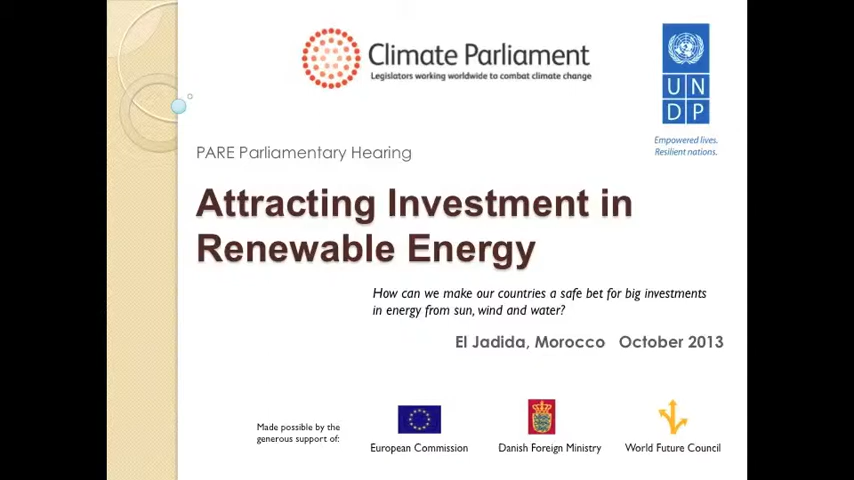 Climate Parliament
Legislators working worldwide to combat climate change
UN
DP
Empowered lives.
Resilient nations.
PARE Parliamentary Hearing
Attracting Investment in
Renewable Energy
How can we make our countries a safe bet for big investments
in energy from sun, wind and water?
El Jadida, Morocco October 2013
Made possible by the
generous support of:
European Commission
Danish Foreign Ministry
World Future Council